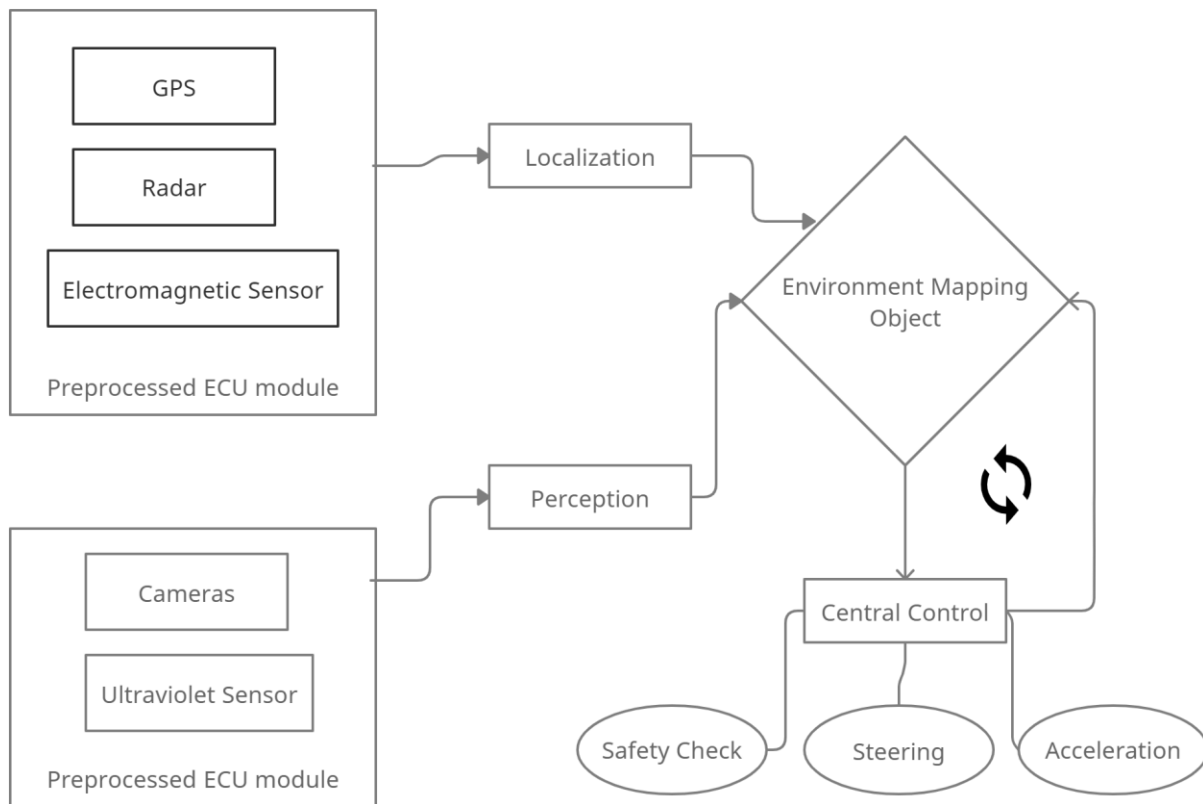 GPS
Radar
Electromagnetic Sensor
Preprocessed ECU module
Localization
Environment Mapping
Object
Perception
Cameras
Ultraviolet Sensor
Preprocessed ECU module
Central Control
Safety Check
Steering
Acceleration